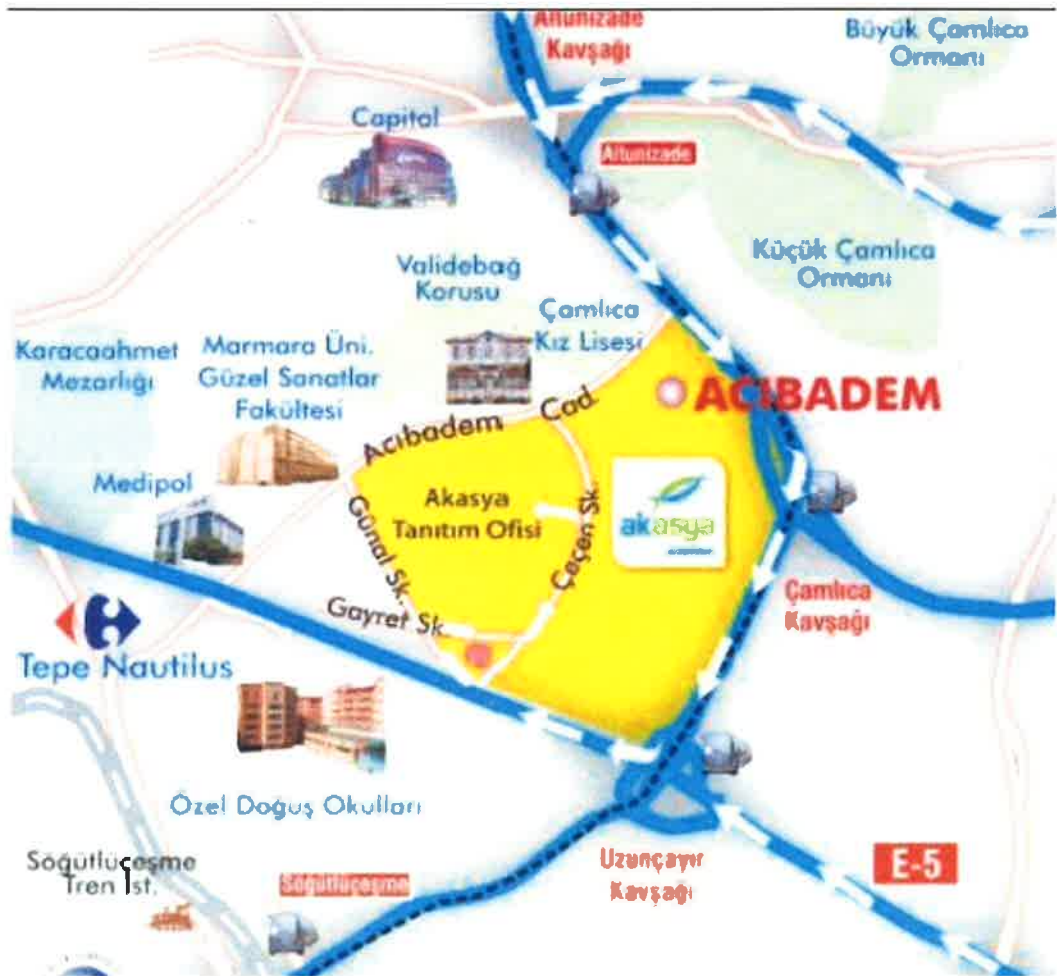 Altunizade
Kavşağı
Büyük Çamlıca
Ormanı
Capitol
Altunizade
Küçük Çamlıca
Ormanı
Validebağ
Korusu
Çamlıca
Kız Lisesi
Karacaahmet
Mezarlığı
Marmara Üni.
Güzel Sanatlar
Fakültesi
ACIBADEM
Acıbadem Cad.
Medipol
Akasya
Tanıtım Ofisi
akasya
Günal Sk.
Çeçen Sk.
Gayret Sk.
Çamlıca
Kavşağı
Tepe Nautilus
Özel Doğuş Okulları
Uzunçayır
Kavşağı
E-5
Söğütlüçeşme
Tren İst.
Söğütlüçeşme